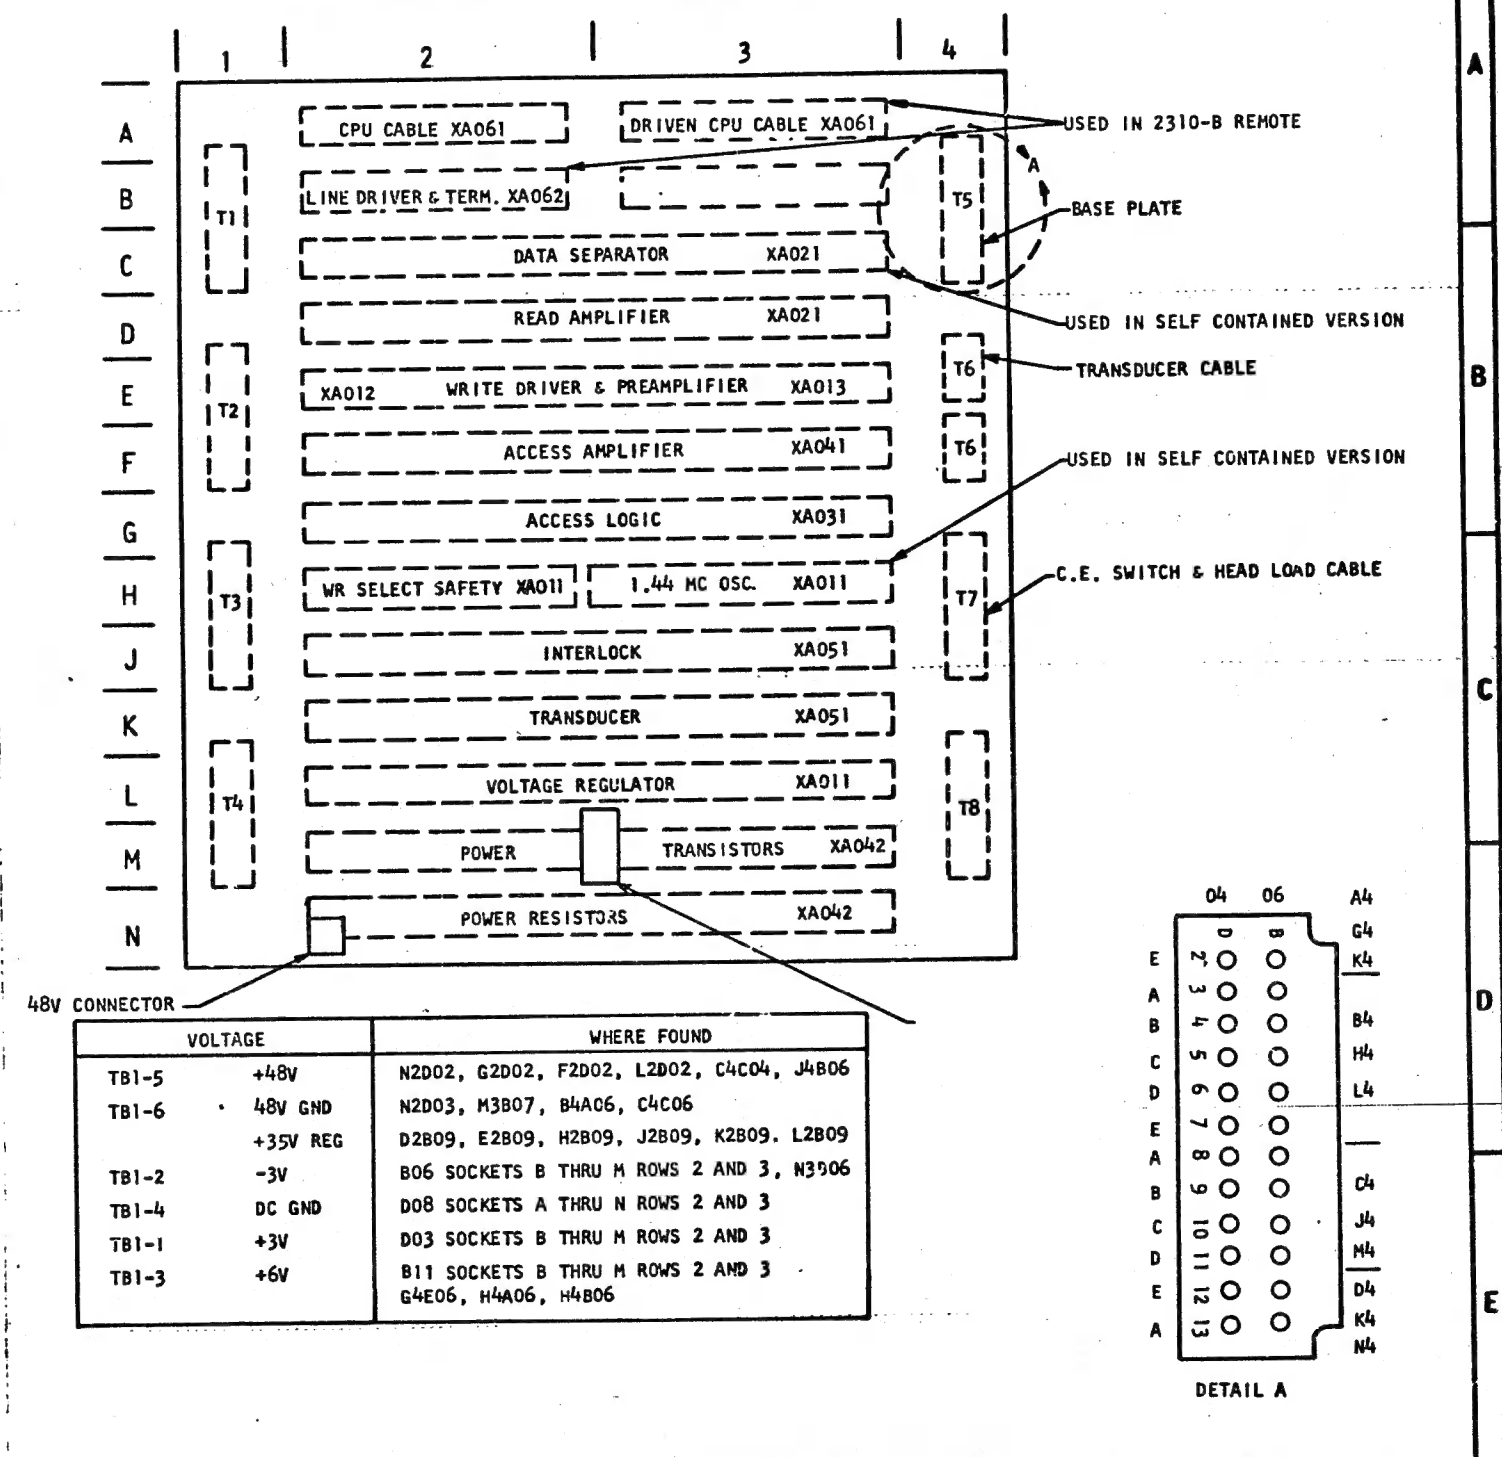 1 2 3 4
A
A CPU CABLE XA061 DRIVEN CPU CABLE XA061
USED IN 2310-B REMOTE
A
B LINE DRIVER & TERM. XA062
T1 T5
BASE PLATE
C DATA SEPARATOR XA021
D READ AMPLIFIER XA021
USED IN SELF CONTAINED VERSION
T6 TRANSDUCER CABLE
B
E XA012 WRITE DRIVER & PREAMPLIFIER XA013
T2
F ACCESS AMPLIFIER XA041
T6
USED IN SELF CONTAINED VERSION
G ACCESS LOGIC XA031
H WR SELECT SAFETY XA011 1.44 MC OSC. XA011
C.E. SWITCH & HEAD LOAD CABLE
T3 T7
J INTERLOCK XA051
C
K TRANSDUCER XA051
L VOLTAGE REGULATOR XA011
T4 T8
M POWER TRANSISTORS XA042
N POWER RESISTORS XA042
48V CONNECTOR
VOLTAGE WHERE FOUND
TB1-5 +48V N2D02, G2D02, F2D02, L2D02, C4C04, J4B06
TB1-6 48V GND N2D03, M3B07, B4A06, C4C06
+35V REG D2B09, E2B09, H2B09, J2B09, K2B09. L2B09
TB1-2 -3V B06 SOCKETS B THRU M ROWS 2 AND 3, N3B06
TB1-4 DC GND D08 SOCKETS A THRU N ROWS 2 AND 3
TB1-1 +3V D03 SOCKETS B THRU M ROWS 2 AND 3
TB1-3 +6V B11 SOCKETS B THRU M ROWS 2 AND 3
G4E06, H4A06, H4B06
04 06 A4
D B G4
E 2 K4
A 3
D
B 4 B4
C 5 H4
D 6 L4
E 7
A 8
B 9 C4
C 10 J4
D 11 M4
E 12 D4
E
A 13 K4
N4
DETAIL A